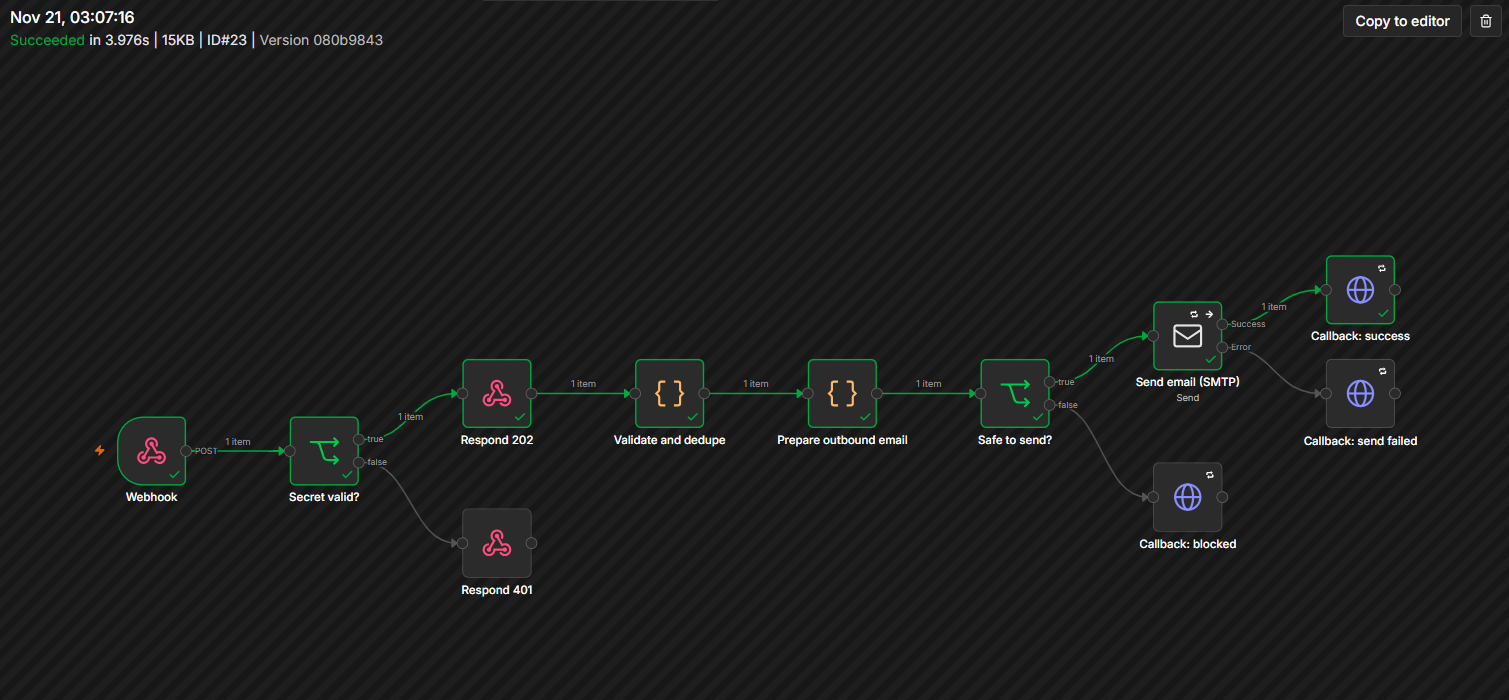 Nov 21, 03:07:16
Succeeded in 3.976s | 15KB | ID#23 | Version 080b9843
Copy to editor
1 item
Success
Callback: success
1 item
Error
Send email (SMTP)
Send
Callback: send failed
1 item
1 item
1 item
true
false
Respond 202
Validate and dedupe
Prepare outbound email
Safe to send?
1 item
POST
1 item
true
false
Webhook
Secret valid?
Callback: blocked
Respond 401